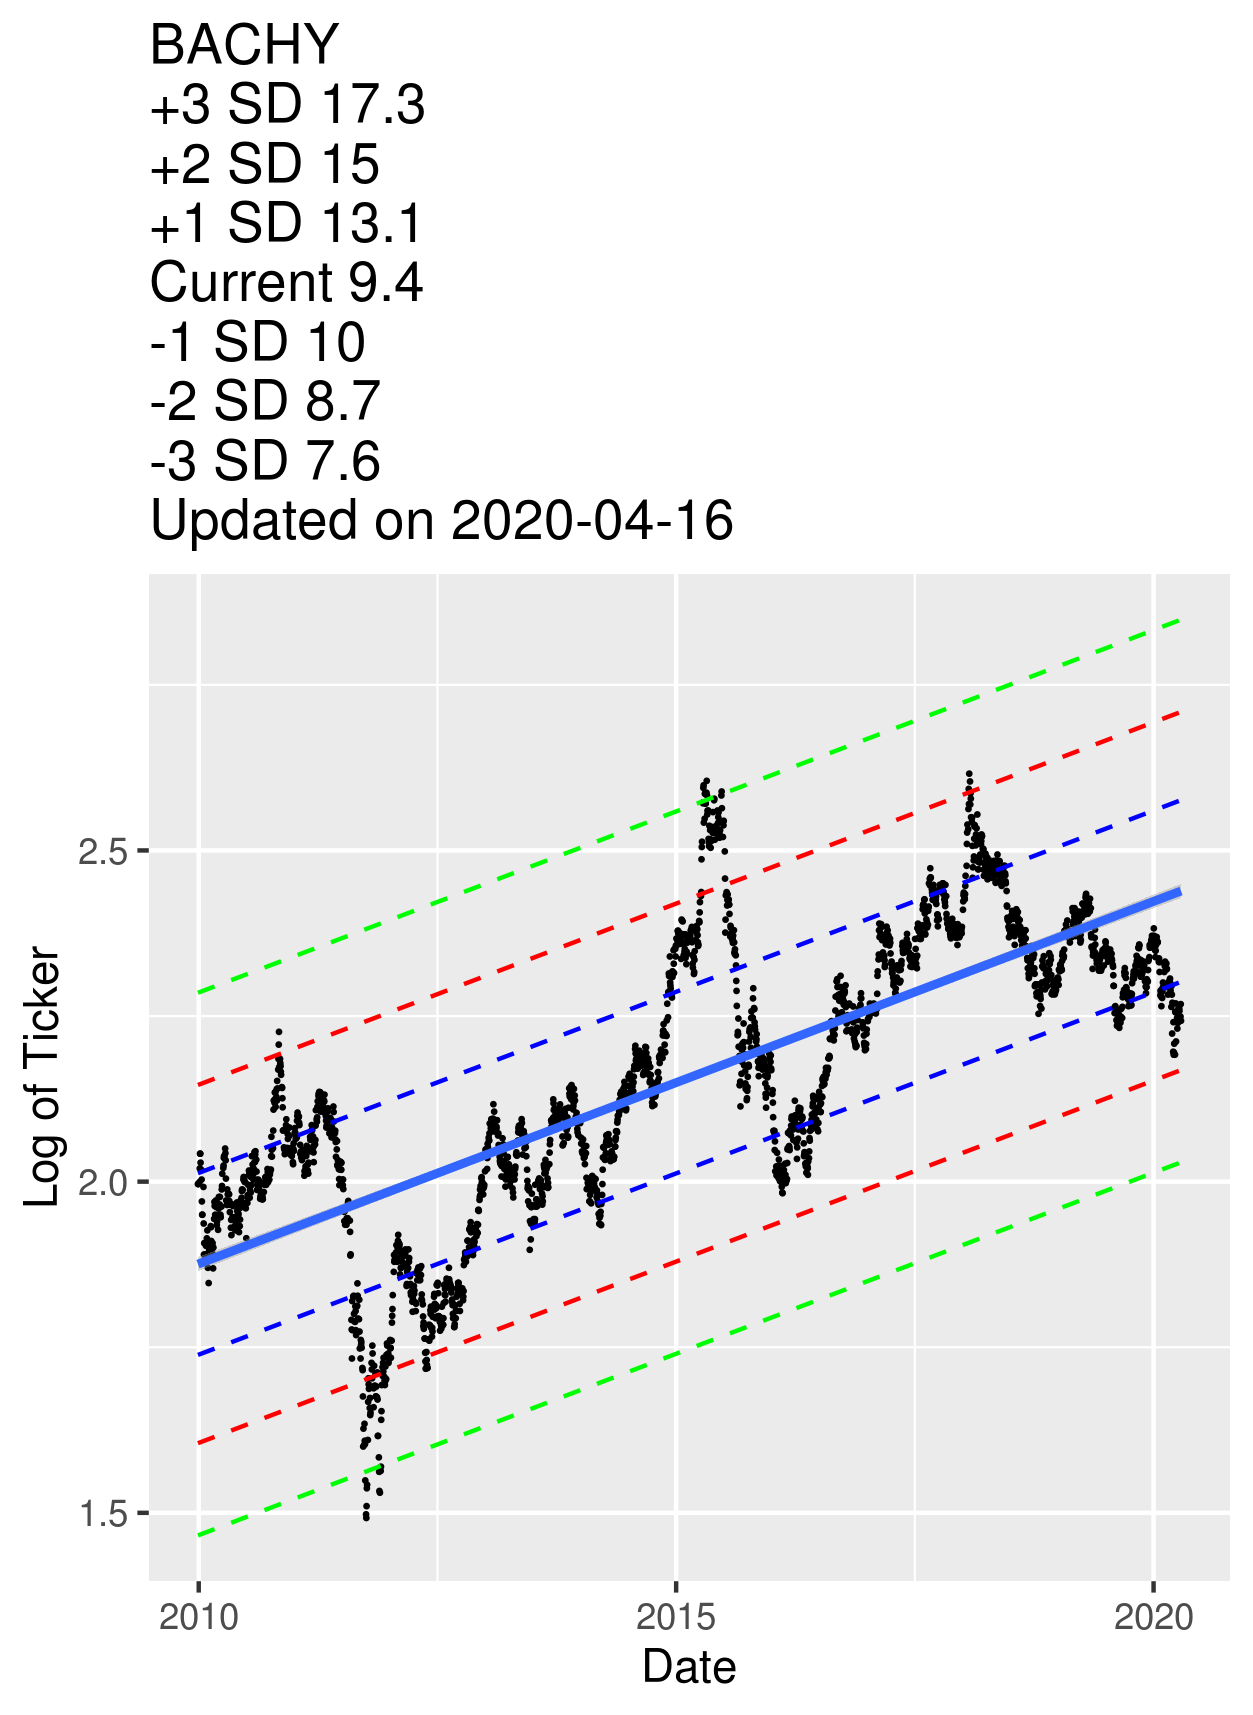 BACHY
+3 SD 17.3
+2 SD 15
+1 SD 13.1
Current 9.4
-1 SD 10
-2 SD 8.7
-3 SD 7.6
Updated on 2020-04-16
Log of Ticker
2.5
2.0
1.5
2010
2015
2020
Date